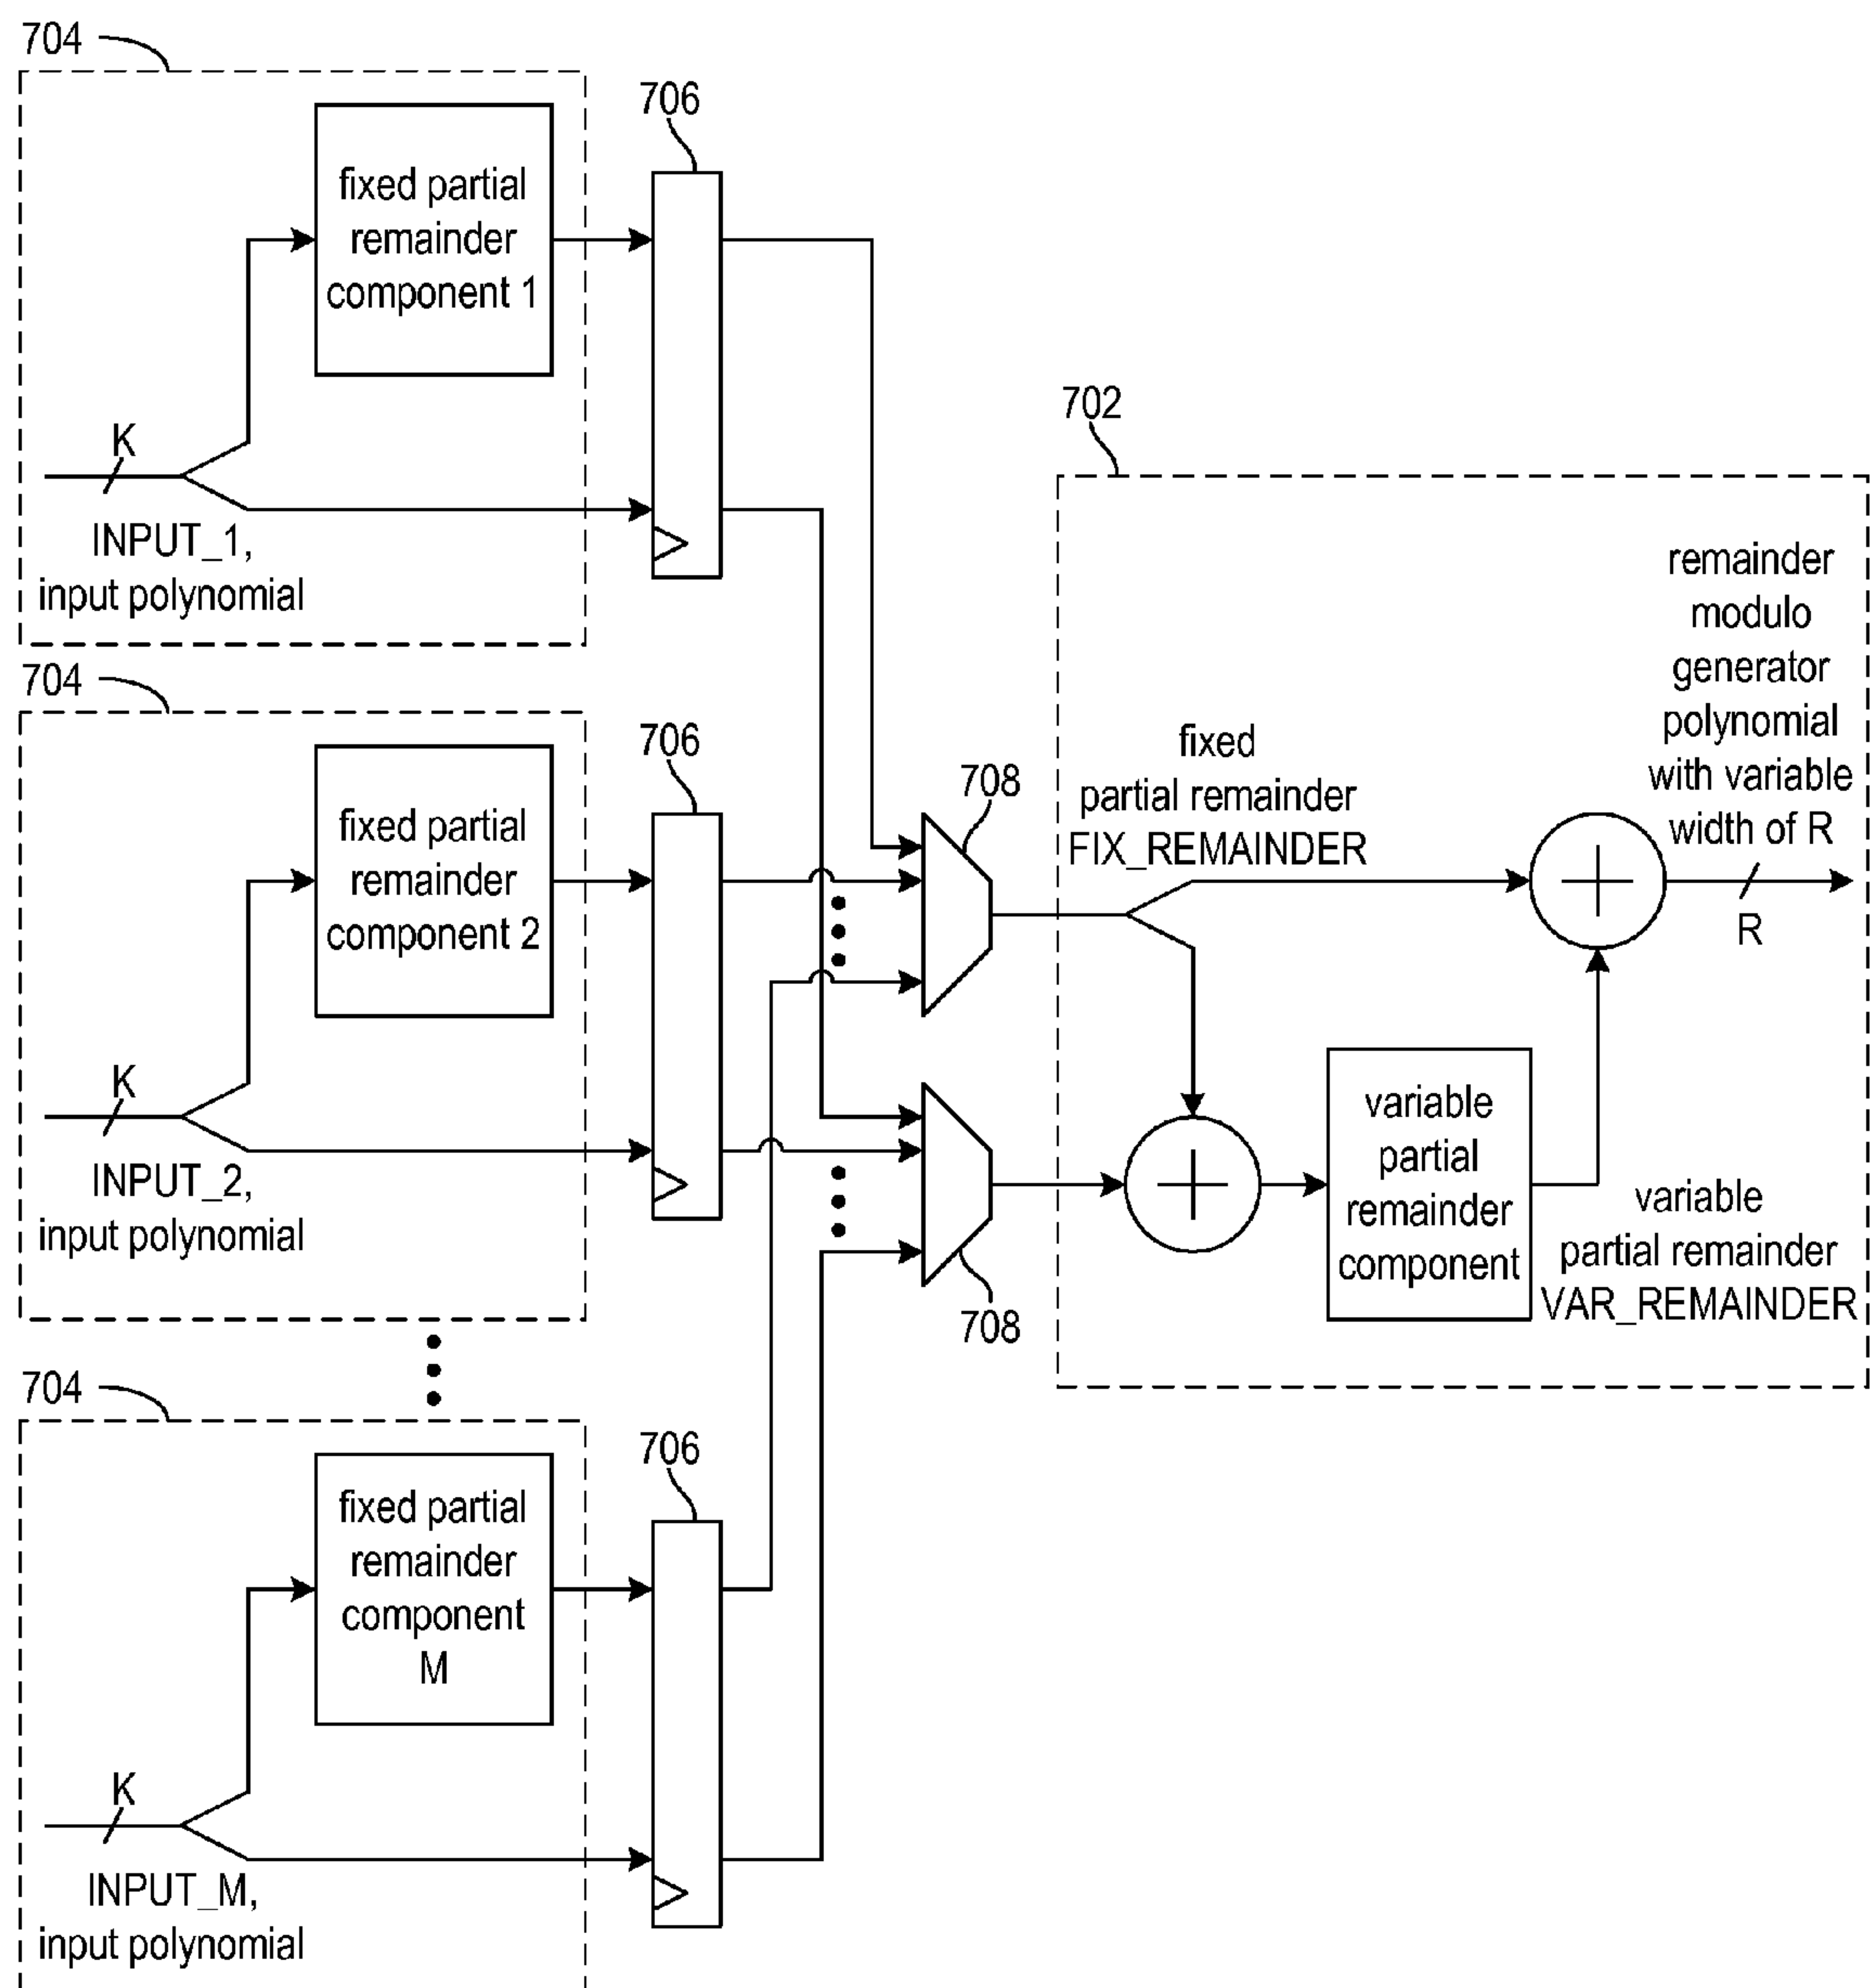 704
fixed partial
remainder
component 1
K
INPUT_1,
input polynomial
706
704
fixed partial
remainder
component 2
K
INPUT_2,
input polynomial
706
704
fixed partial
remainder
component
M
K
INPUT_M,
input polynomial
706
708
708
702
fixed
partial remainder
FIX_REMAINDER
remainder
modulo
generator
polynomial
with variable
width of R
R
variable
partial
remainder
component
variable
partial remainder
VAR_REMAINDER